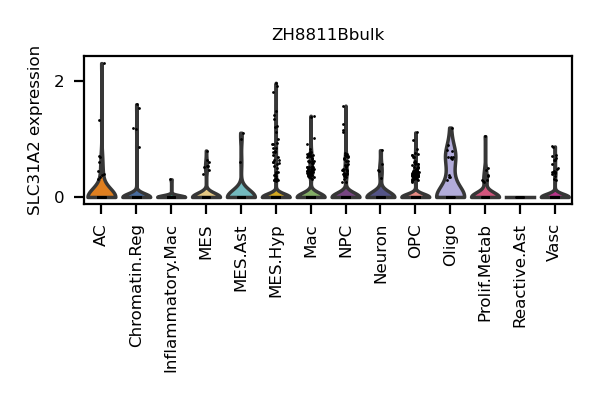 ZH8811Bbulk
SLC31A2 expression
2
0
AC
Chromatin.Reg
Inflammatory.Mac
MES
MES.Ast
MES.Hyp
Mac
NPC
Neuron
OPC
Oligo
Prolif.Metab
Reactive.Ast
Vasc